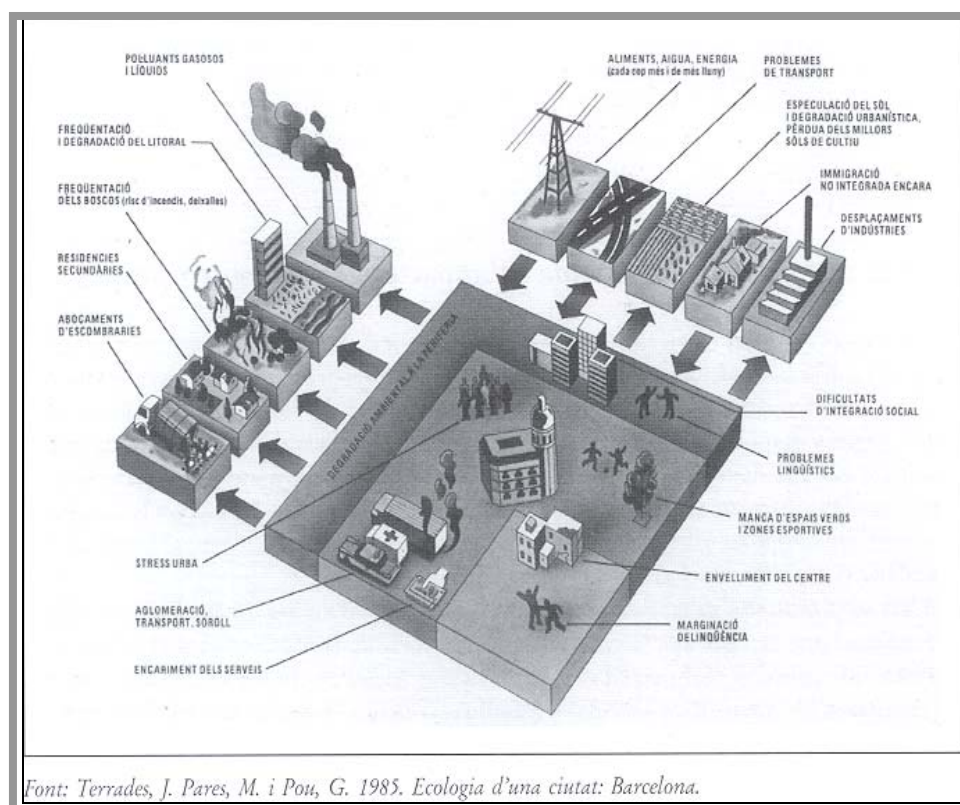 POL·LUANTS GASOSOS
I LÍQUIDS
FREQÜENTACIÓ
I DEGRADACIÓ DEL LITORAL
FREQÜENTACIÓ
DELS BOSCOS (risc d'incendis, deixalles)
RESIDENCIES
SECUNDÀRIES
ABOÇAMENTS
D'ESCOMBRARIES
ALIMENTS, AIGUA, ENERGIA
(cada cop més i de més lluny)
PROBLEMES
DE TRANSPORT
ESPECULACIÓ DEL SÒL
I DEGRADACIÓ URBANÍSTICA,
PÈRDUA DELS MILLORS
SÒLS DE CULTIU
IMMIGRACIÓ
NO INTEGRADA ENCARA
DESPLAÇAMENTS
D'INDÚSTRIES
DEGRADACIÓ AMBIENTAL A LA PERIFERIA
DIFICULTATS
D'INTEGRACIÓ SOCIAL
PROBLEMES
LINGÜÍSTICS
MANCA D'ESPAIS VERDS
I ZONES ESPORTIVES
ENVELLIMENT DEL CENTRE
MARGINACIÓ
DELINQÜÈNCIA
STRESS URBA
AGLOMERACIÓ,
TRANSPORT, SOROLL
ENCARIMENT DELS SERVEIS
Font: Terrades, J. Pares, M. i Pou, G. 1985. Ecologia d'una ciutat: Barcelona.